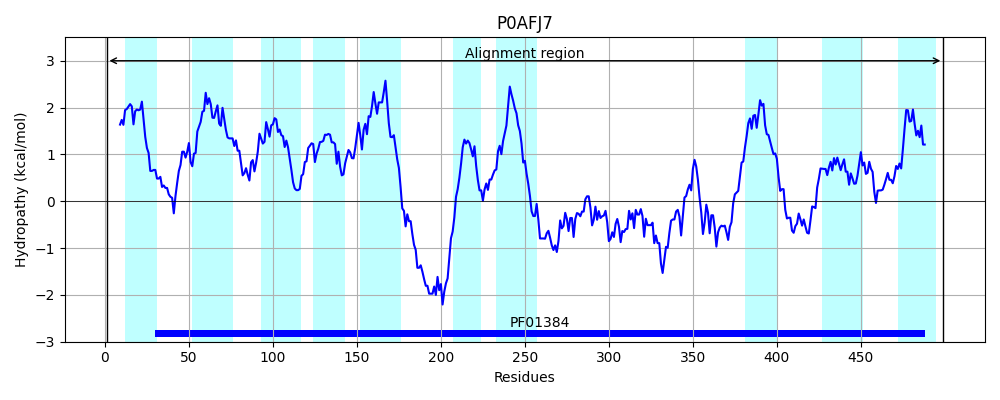 P0AFJ7
Alignment region
3
2
1
0
−1
−2
−3
Hydropathy (kcal/mol)
PF01384
0 50 100 150 200 250 300 350 400 450
Residues